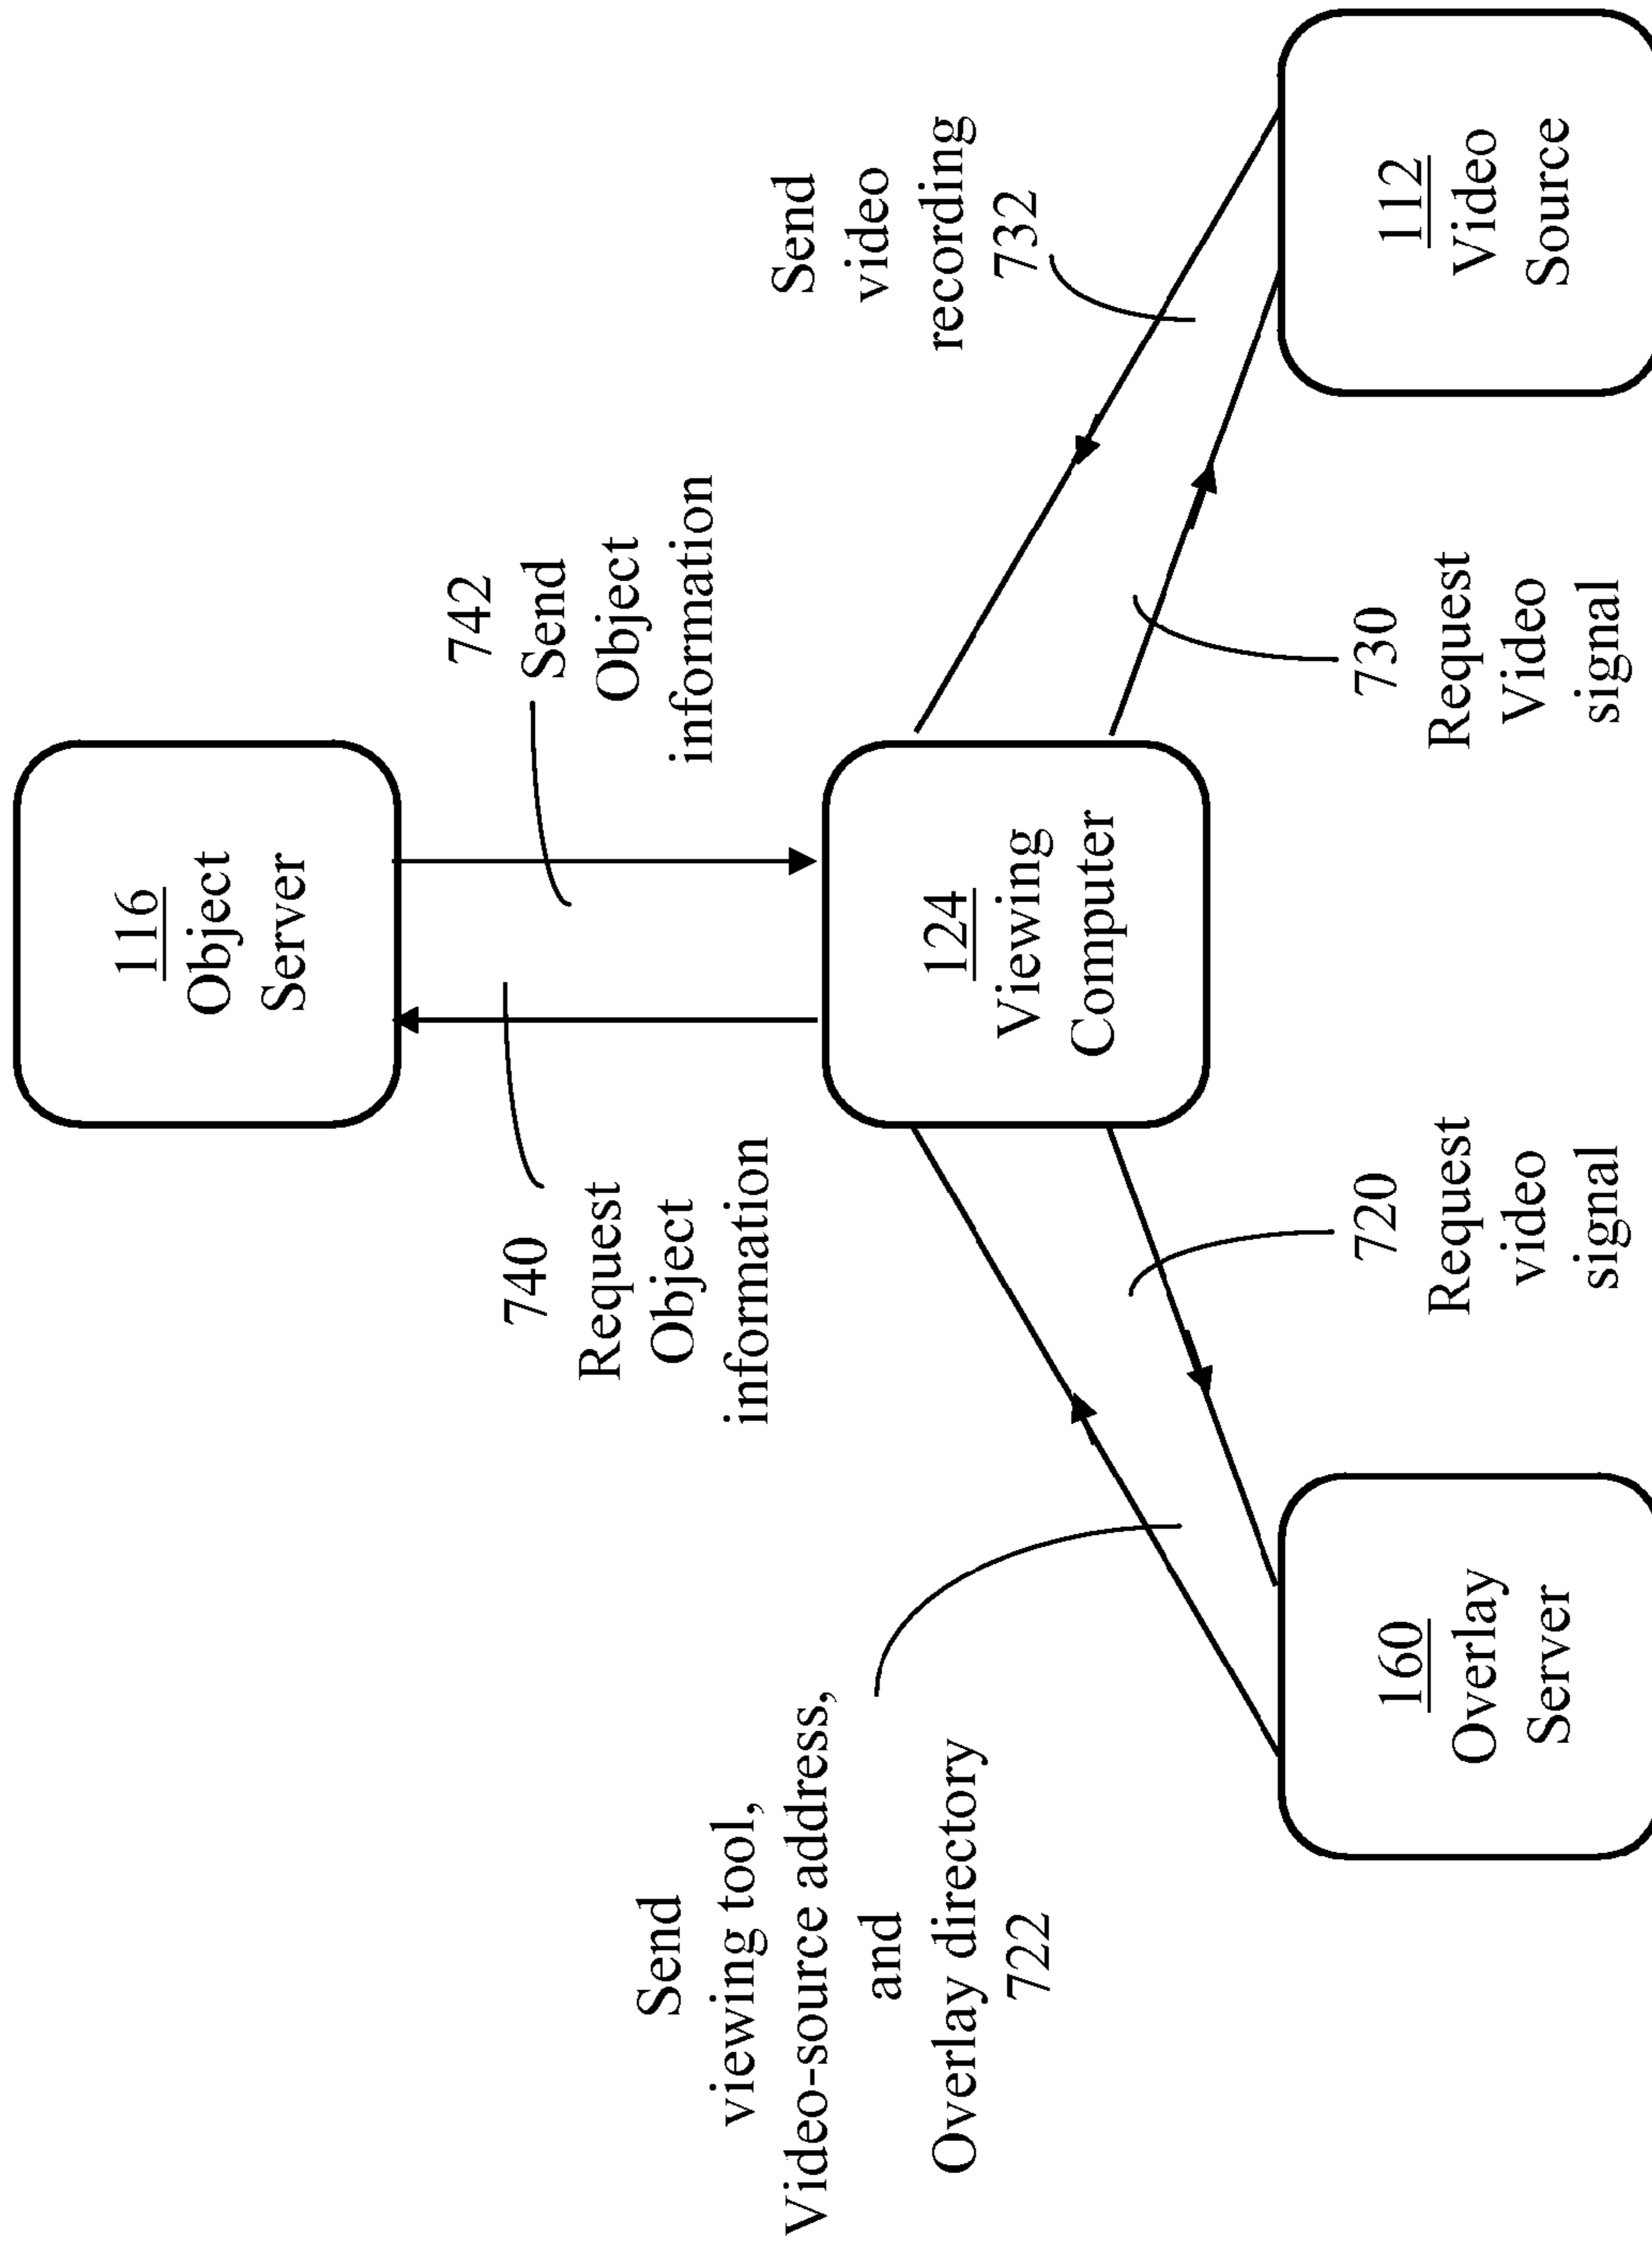 116
Object
Server
742
Send
Object
information
740
Request
Object
information
Send
video
recording
732
Send
viewing tool,
Video-source address,
and
Overlay directory
722
124
Viewing
Computer
720
Request
video
signal
730
Request
Video
signal
160
Overlay
Server
112
Video
Source